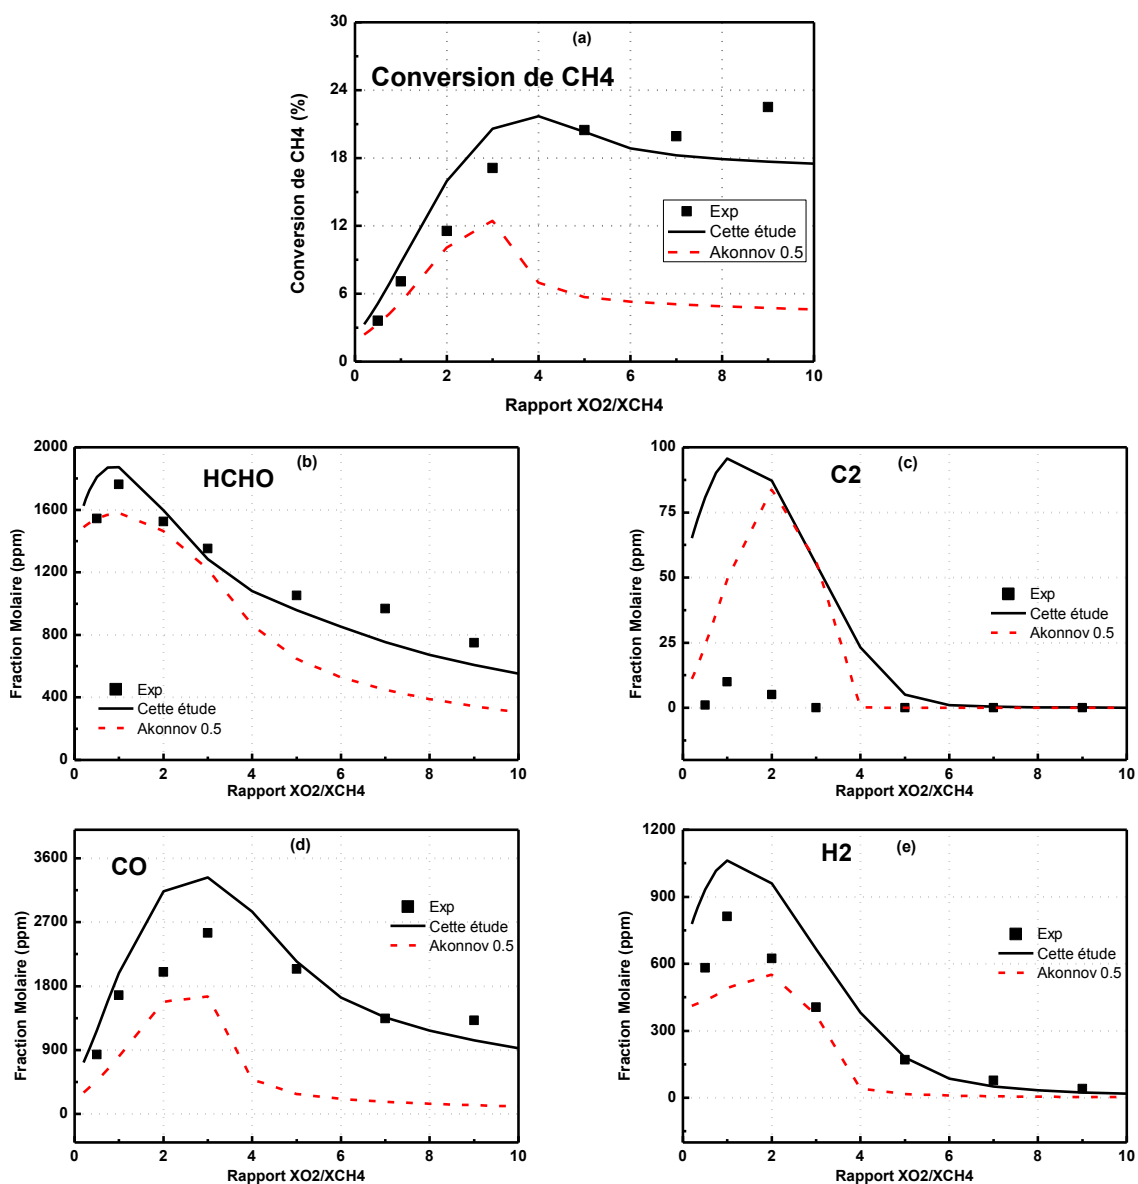 (a)
Conversion de CH4
Conversion de CH4 (%)
30
24
18
12
6
0
Exp
Cette étude
Akonnov 0.5
0 2 4 6 8 10
Rapport XO2/XCH4
(b)
HCHO
Fraction Molaire (ppm)
2000
1600
1200
800
400
0
Exp
Cette étude
Akonnov 0.5
0 2 4 6 8 10
Rapport XO2/XCH4
(c)
C2
Fraction Molaire (ppm)
100
75
50
25
0
Exp
Cette étude
Akonnov 0.5
0 2 4 6 8 10
Rapport XO2/XCH4
(d)
CO
Fraction Molaire (ppm)
3600
2700
1800
900
0
Exp
Cette étude
Akonnov 0.5
0 2 4 6 8 10
Rapport XO2/XCH4
(e)
H2
Fraction Molaire (ppm)
1200
900
600
300
0
Exp
Cette étude
Akonnov 0.5
0 2 4 6 8 10
Rapport XO2/XCH4